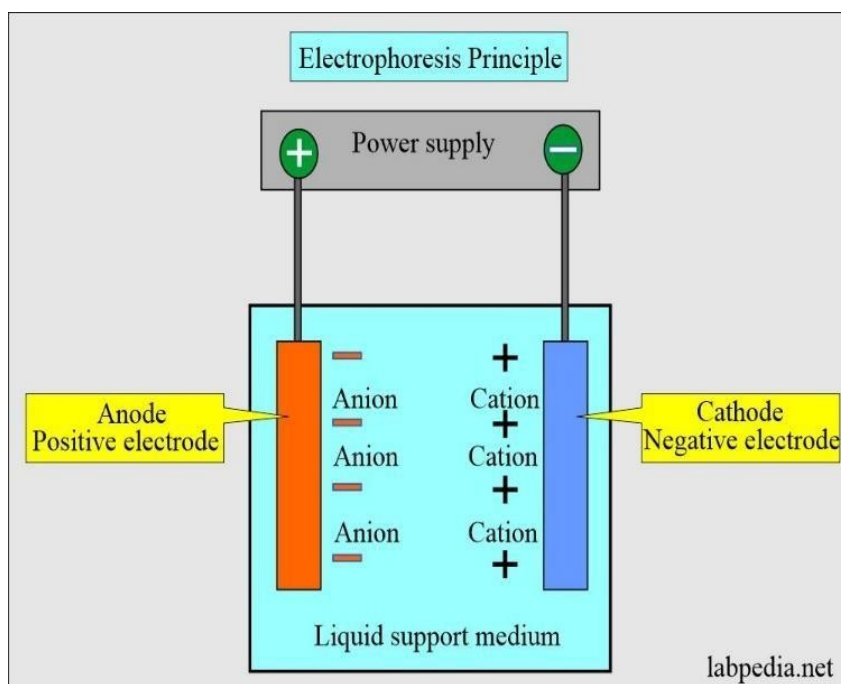 Electrophoresis Principle
+
Power supply
−
Anode
Positive electrode
Cathode
Negative electrode
−
+
Anion
Cation
−
+
Anion
Cation
−
+
Anion
Cation
−
+
Liquid support medium
labpedia.net